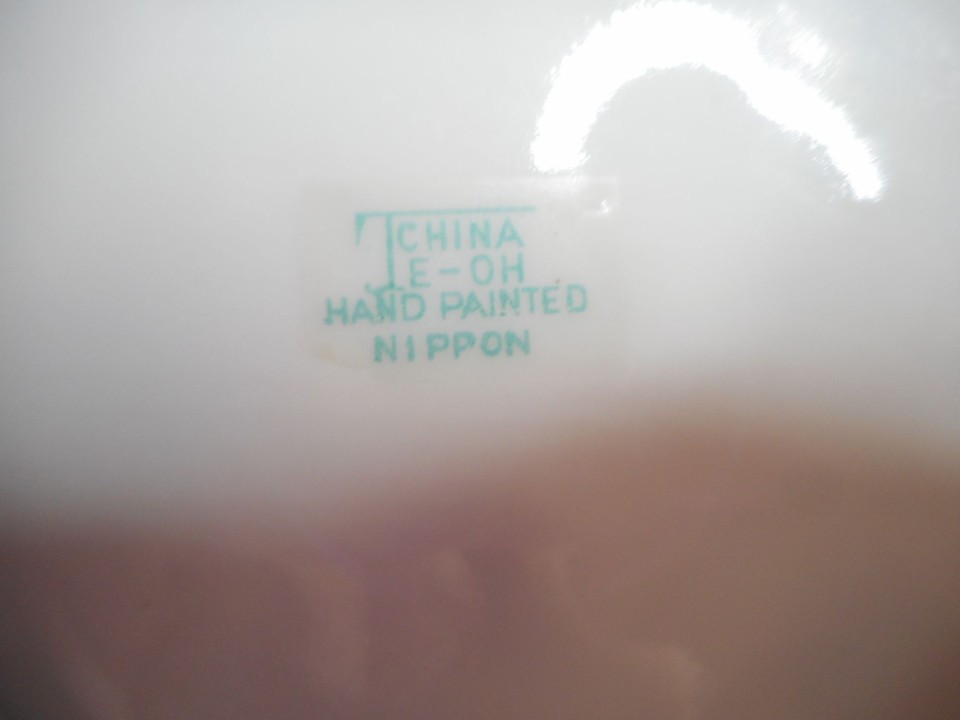 T CHINA
E-OH
HAND PAINTED
NIPPON